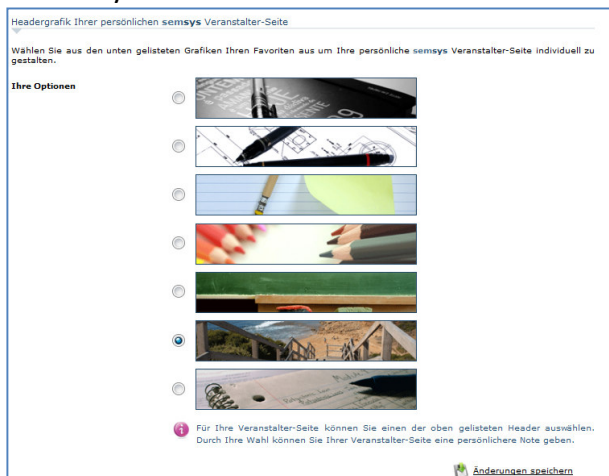 Headergrafik Ihrer persönlichen semsys Veranstalter-Seite
Wählen Sie aus den unten gelisteten Grafiken Ihren Favoriten aus um Ihre persönliche semsys Veranstalter-Seite individuell zu
gestalten.
Ihre Optionen
Für Ihre Veranstalter-Seite können Sie einen der oben gelisteten Header auswählen.
Durch Ihre Wahl können Sie Ihrer Veranstalter-Seite eine persönlichere Note geben.
Änderungen speichern